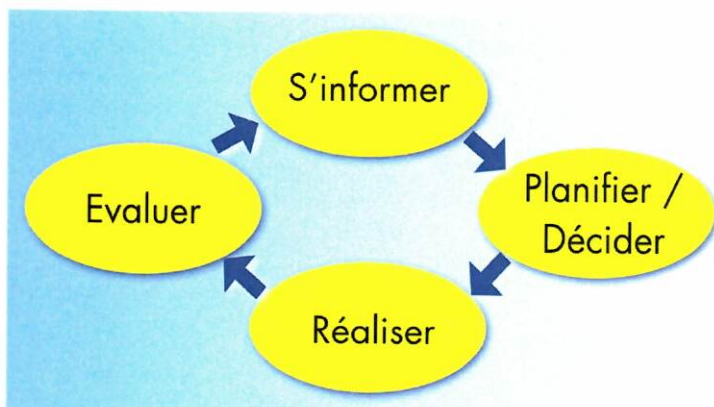 S'informer
Planifier /
Décider
Réaliser
Evaluer